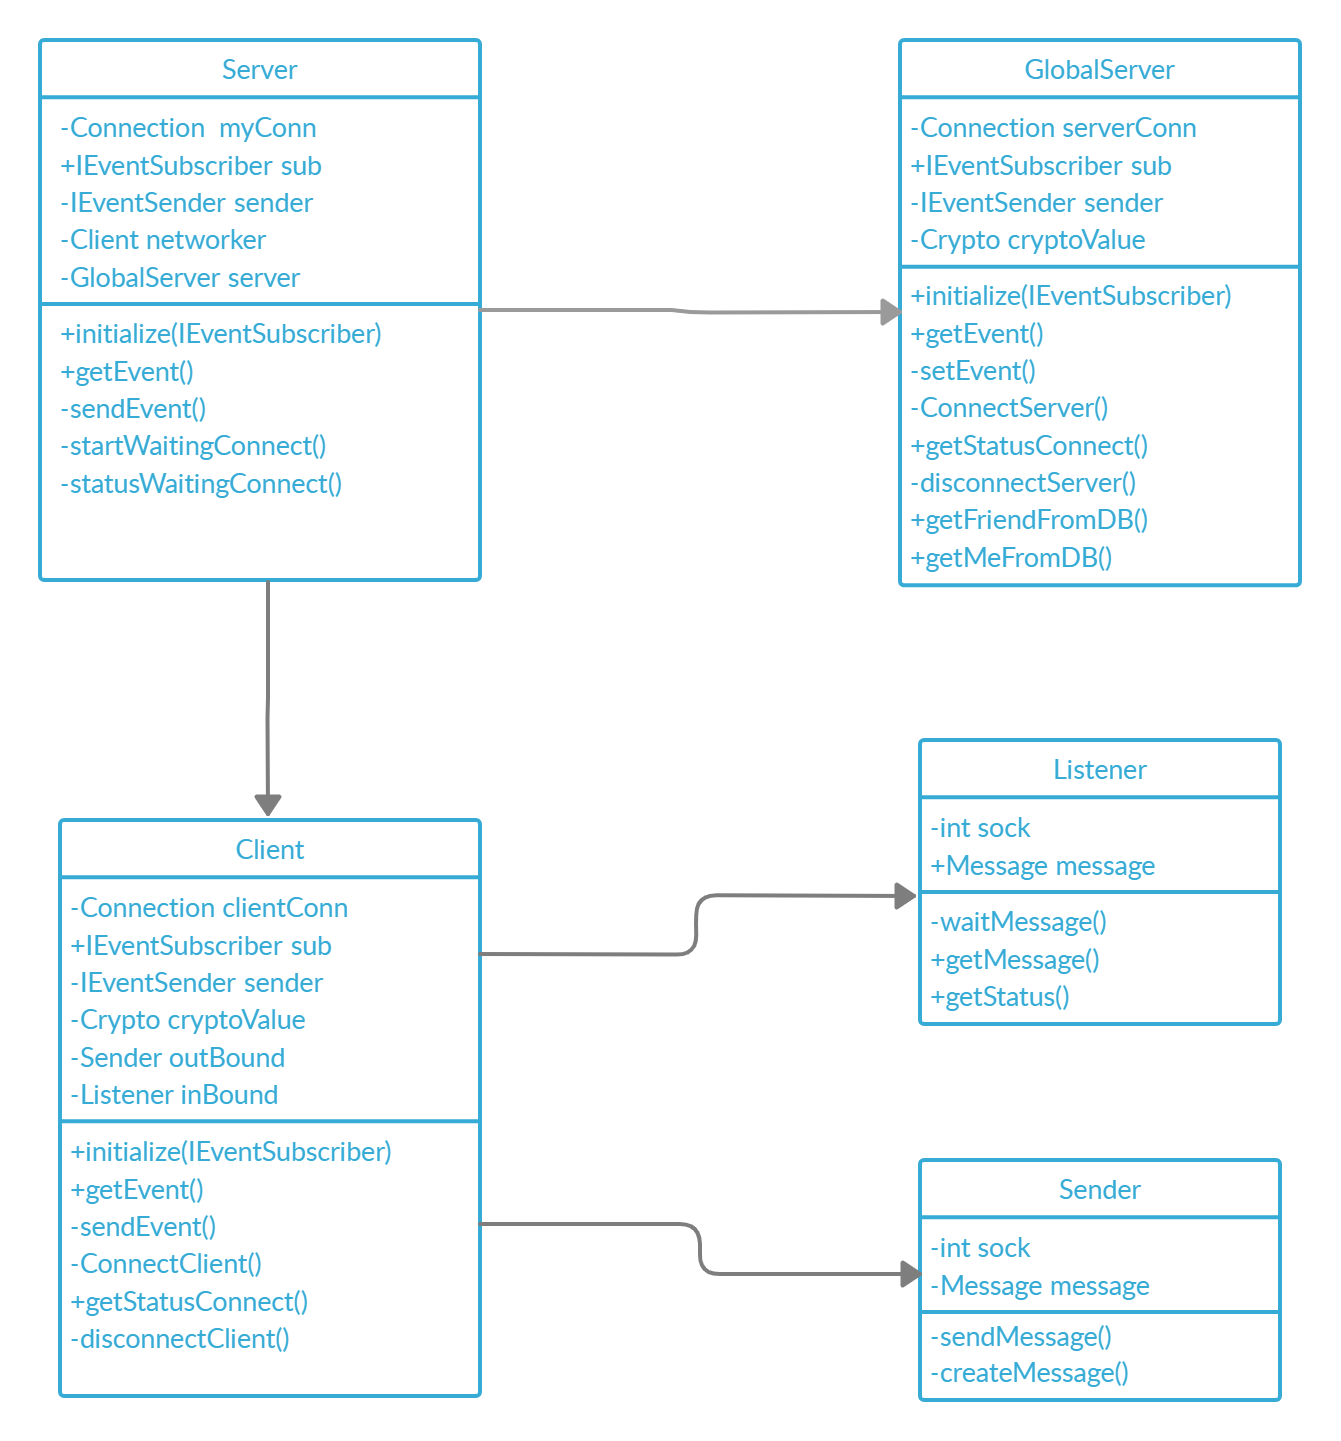 Server
-Connection  myConn
+IEventSubscriber sub
-IEventSender sender
-Client networker
-GlobalServer server
+initialize(IEventSubscriber)
+getEvent()
-sendEvent()
-startWaitingConnect()
-statusWaitingConnect()
GlobalServer
-Connection serverConn
+IEventSubscriber sub
-IEventSender sender
-Crypto cryptoValue
+initialize(IEventSubscriber)
+getEvent()
-setEvent()
-ConnectServer()
+getStatusConnect()
-disconnectServer()
+getFriendFromDB()
+getMeFromDB()
Client
-Connection clientConn
+IEventSubscriber sub
-IEventSender sender
-Crypto cryptoValue
-Sender outBound
-Listener inBound
+initialize(IEventSubscriber)
+getEvent()
-sendEvent()
-ConnectClient()
+getStatusConnect()
-disconnectClient()
Listener
-int sock
+Message message
-waitMessage()
+getMessage()
+getStatus()
Sender
-int sock
-Message message
-sendMessage()
-createMessage()